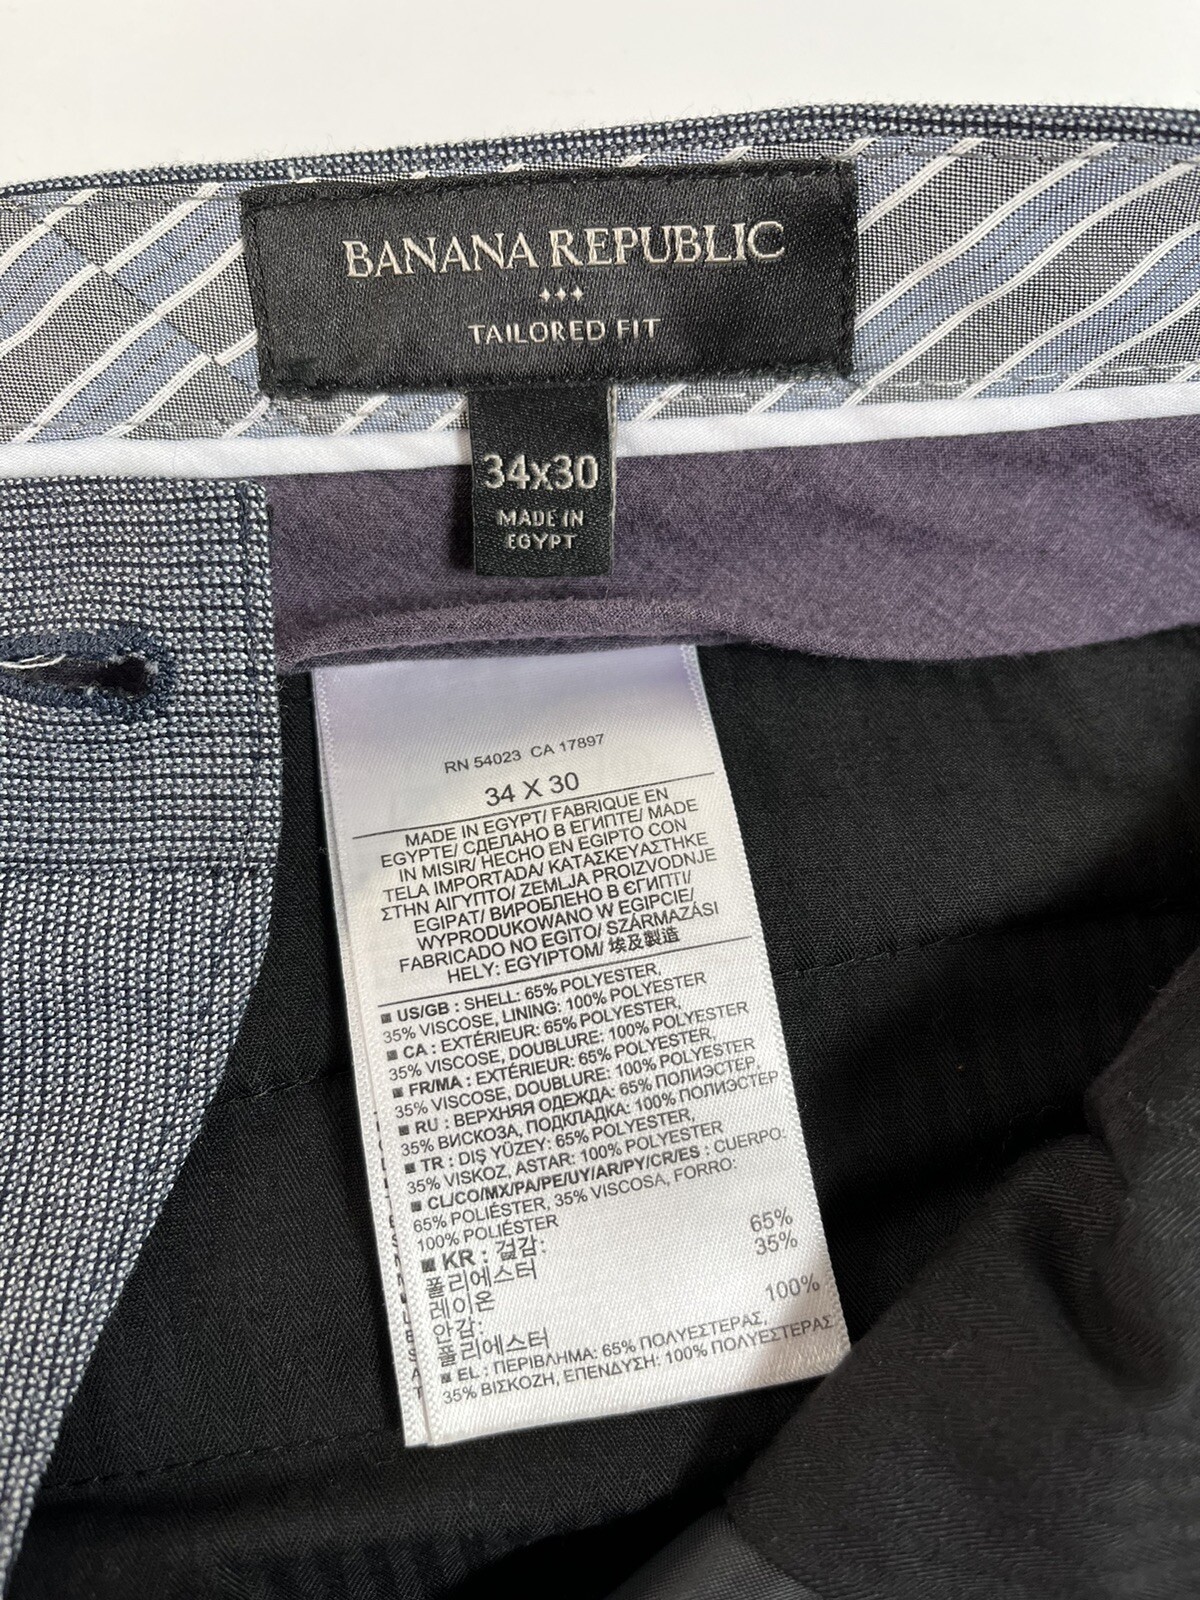 BANANA REPUBLIC
TAILORED FIT
34x30
MADE IN
EGYPT
RN 54023 CA 17897
34 X 30
MADE IN EGYPT/ FABRIQUE EN
EGYPTE/ СДЕЛАНО В ЕГИПТЕ/ MADE
IN MISIR/ HECHO EN EGIPTO CON
TELA IMPORTADA/ ΚΑΤΑΣΚΕΥΑΣΤΗΚΕ
ΣΤΗΝ ΑΙΓΥΠΤΟ/ ZEMLJA PROIZVODNJE
EGIPAT/ ВИРОБЛЕНО В ЄГИПТІ/
WYPRODUKOWANO W EGIPCIE/
FABRICADO NO EGITO/ SZÁRMAZÁSI
HELY: EGYIPTOM/ 埃及製造
■ US/GB : SHELL: 65% POLYESTER,
35% VISCOSE, LINING: 100% POLYESTER
■ CA : EXTÉRIEUR: 65% POLYESTER,
35% VISCOSE, DOUBLURE: 100% POLYESTER
■ FR/MA : EXTÉRIEUR: 65% POLYESTER,
35% VISCOSE, DOUBLURE: 100% POLYESTER
■ RU : ВЕРХНЯЯ ОДЕЖДА: 65% ПОЛИЭСТЕР,
35% ВИСКОЗА, ПОДКЛАДКА: 100% ПОЛИЭСТЕР
■ TR : DIŞ YÜZEY: 65% POLYESTER,
35% VISKOZ, ASTAR: 100% POLYESTER
■ CL/CO/MX/PA/PE/UY/AR/PY/CR/ES : CUERPO:
65% POLIÉSTER, 35% VISCOSA, FORRO:
100% POLIÉSTER
■ KR : 겉감:
폴리에스터 65%
레이온 35%
안감:
폴리에스터 100%
■ EL : ΠΕΡΙΒΛΗΜΑ: 65% ΠΟΛΥΕΣΤΕΡΑΣ,
35% ΒΙΣΚΟΖΗ, ΕΠΕΝΔΥΣΗ: 100% ΠΟΛΥΕΣΤΕΡΑΣ